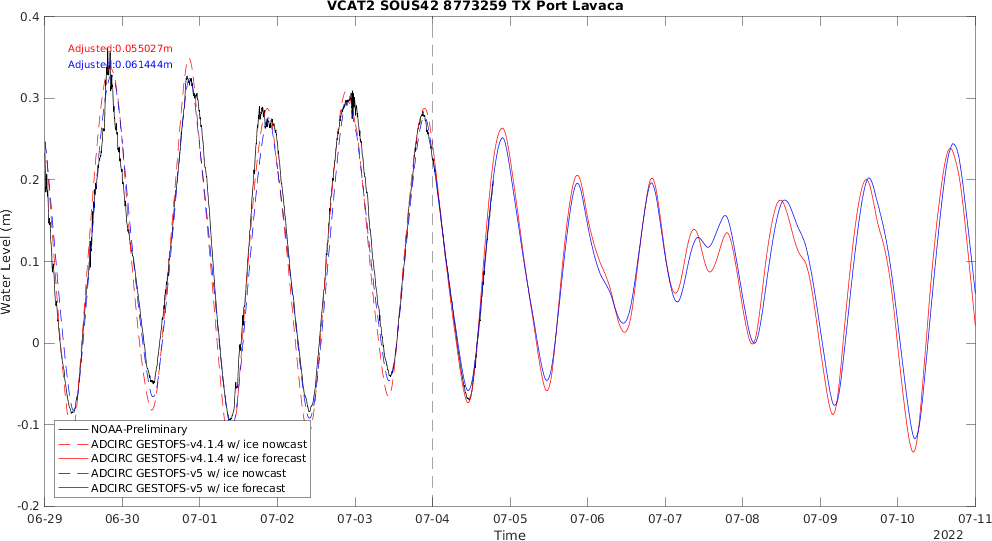 VCAT2 SOUS42 8773259 TX Port Lavaca
0.4
Adjusted:0.055027m
Adjusted:0.061444m
0.3
0.2
Water Level (m)
0.1
0
-0.1
NOAA-Preliminary
ADCIRC GESTOFS-v4.1.4 w/ ice nowcast
ADCIRC GESTOFS-v4.1.4 w/ ice forecast
ADCIRC GESTOFS-v5 w/ ice nowcast
ADCIRC GESTOFS-v5 w/ ice forecast
-0.2
06-29 06-30 07-01 07-02 07-03 07-04 07-05 07-06 07-07 07-08 07-09 07-10 07-11
Time
2022